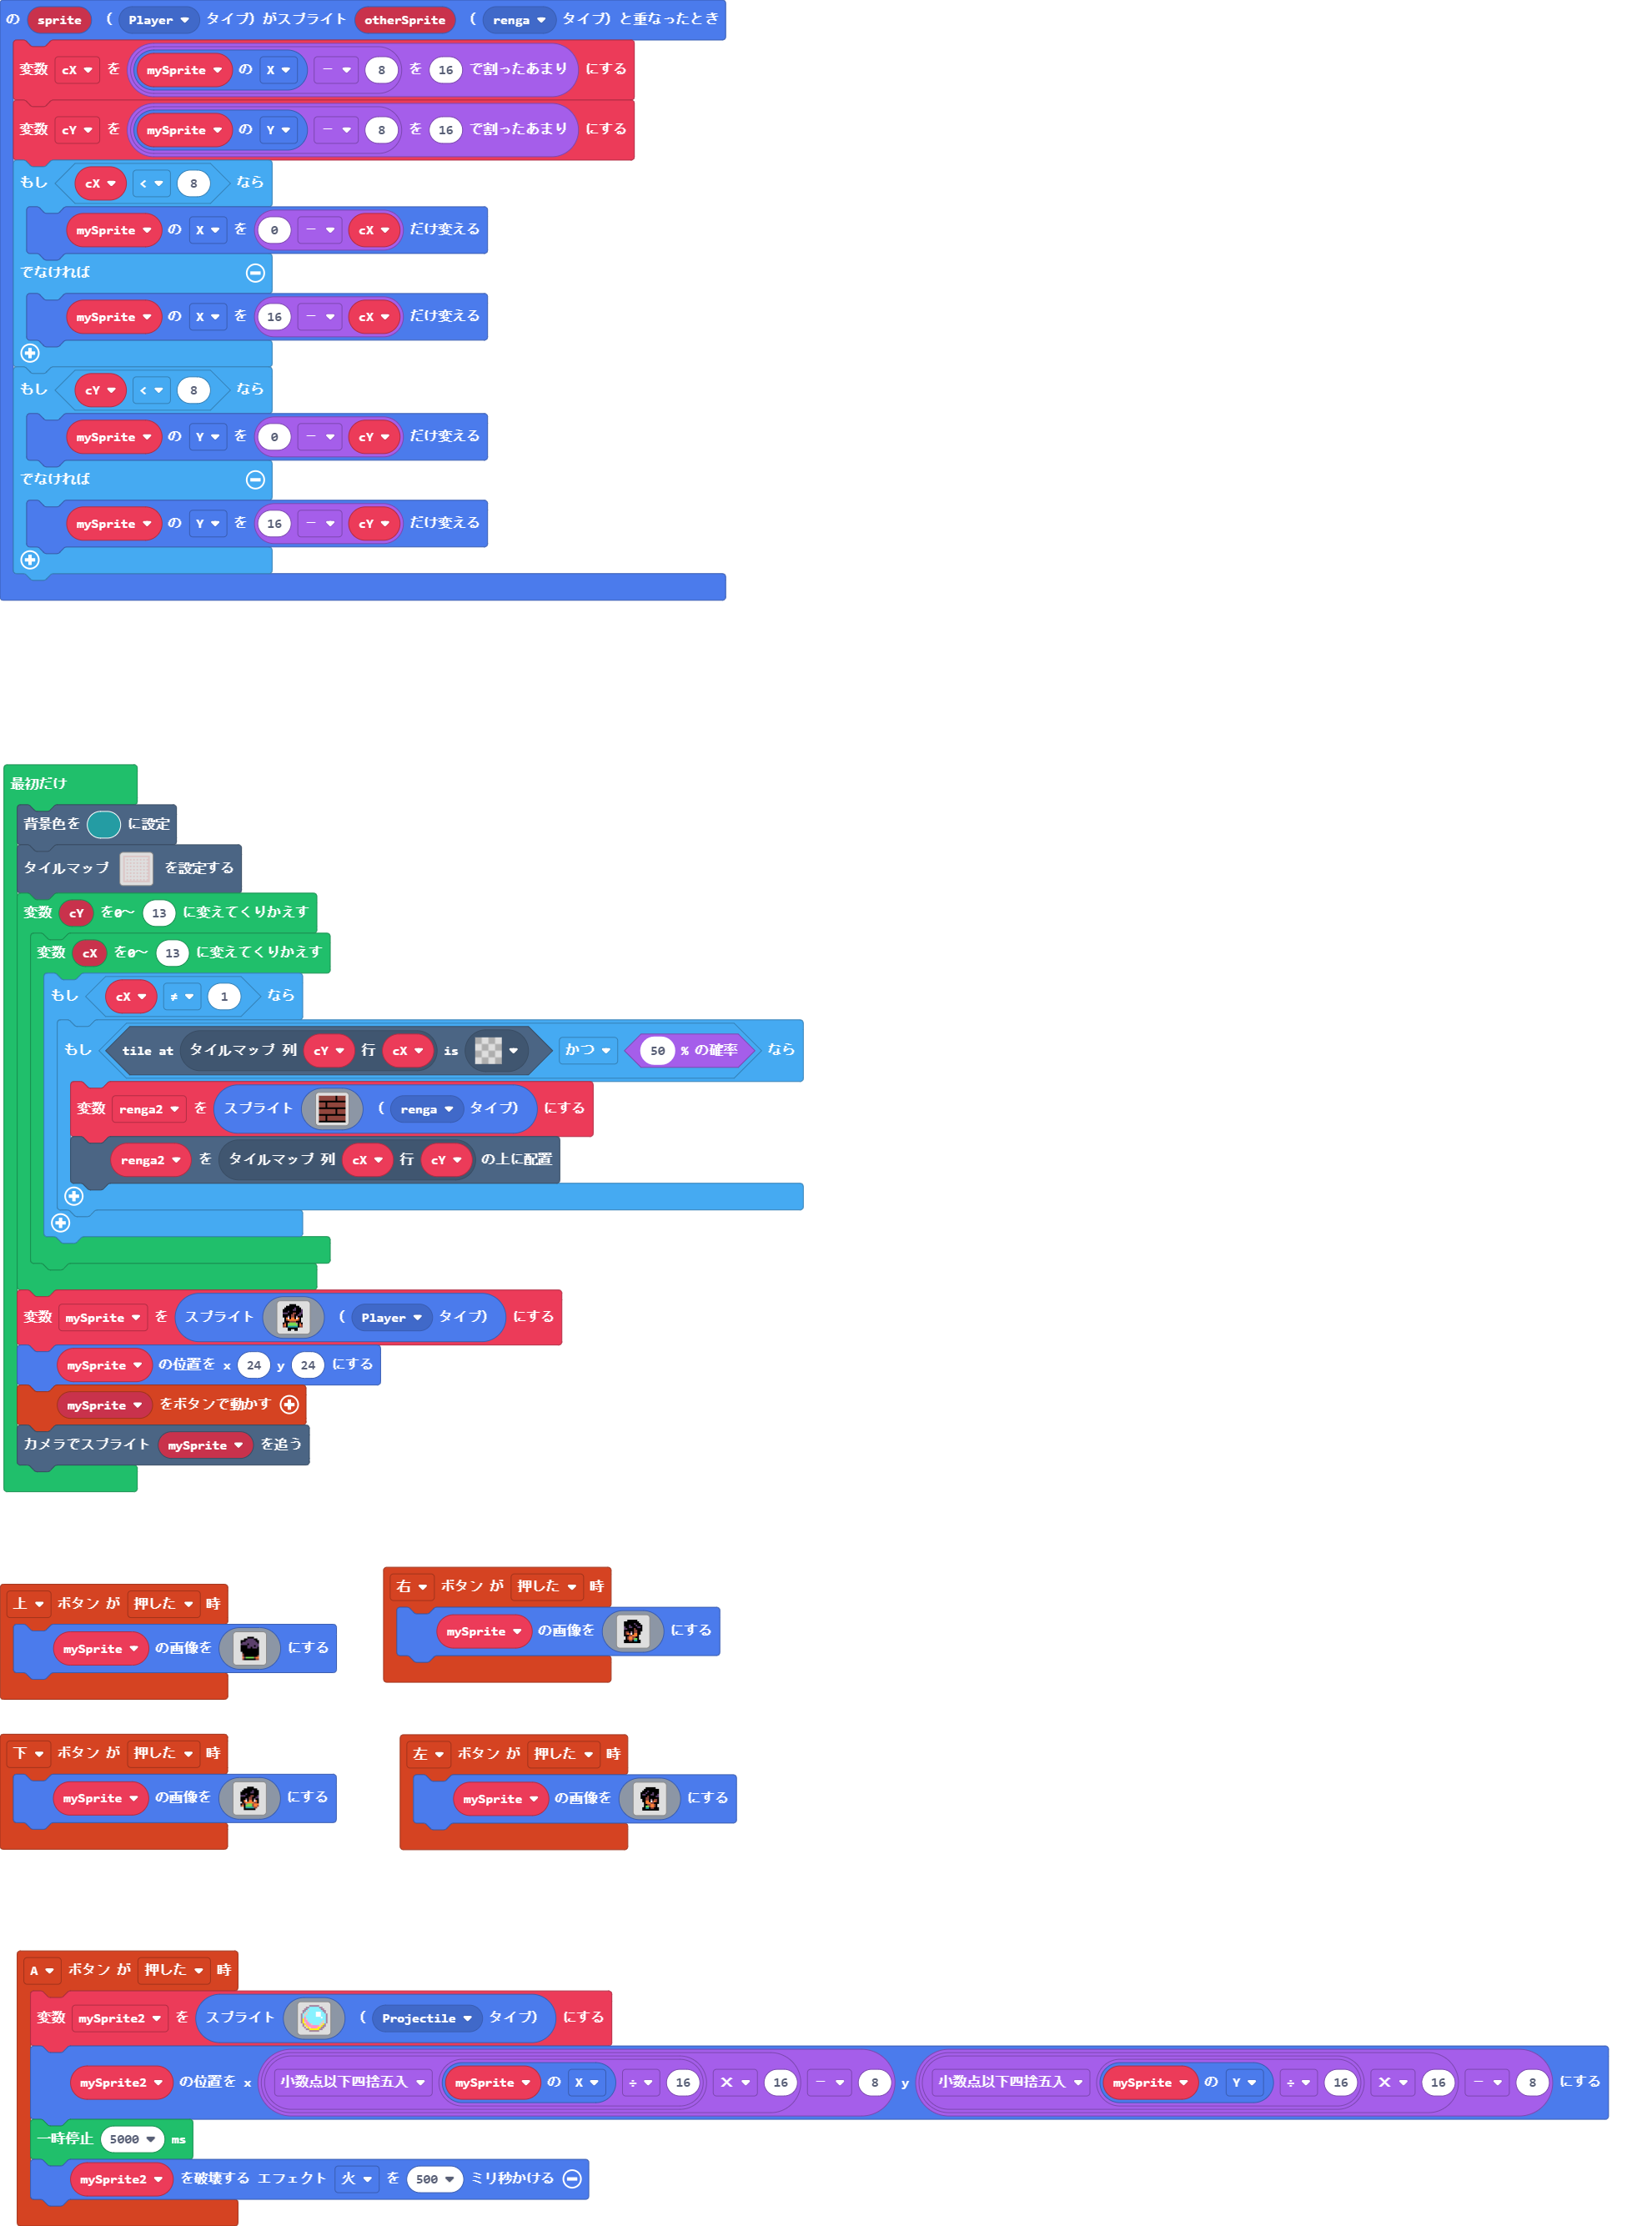 の sprite ( Player タイプ) がスプライト otherSprite ( renga タイプ) と重なったとき
変数 cX を mySprite の X - 8 を 16 で割ったあまり にする
変数 cY を mySprite の Y - 8 を 16 で割ったあまり にする
もし cX < 8 なら
mySprite の X を 0 - cX だけ変える
でなければ
mySprite の X を 16 - cX だけ変える
もし cY < 8 なら
mySprite の Y を 0 - cY だけ変える
でなければ
mySprite の Y を 16 - cY だけ変える
最初だけ
背景色を に設定
タイルマップ を設定する
変数 cY を0～ 13 に変えてくりかえす
変数 cX を0～ 13 に変えてくりかえす
もし cX ≠ 1 なら
もし tile at タイルマップ 列 cY 行 cX is かつ 50 % の確率 なら
変数 renga2 を スプライト ( renga タイプ) にする
renga2 を タイルマップ 列 cX 行 cY の上に配置
変数 mySprite を スプライト ( Player タイプ) にする
mySprite の位置を x 24 y 24 にする
mySprite をボタンで動かす
カメラでスプライト mySprite を追う
上 ボタン が 押した 時
mySprite の画像を にする
右 ボタン が 押した 時
mySprite の画像を にする
下 ボタン が 押した 時
mySprite の画像を にする
左 ボタン が 押した 時
mySprite の画像を にする
A ボタン が 押した 時
変数 mySprite2 を スプライト ( Projectile タイプ) にする
mySprite2 の位置を x 小数点以下四捨五入 mySprite の X ÷ 16 × 16 - 8 y 小数点以下四捨五入 mySprite の Y ÷ 16 × 16 - 8 にする
一時停止 5000 ms
mySprite2 を破壊する エフェクト 火 を 500 ミリ秒かける